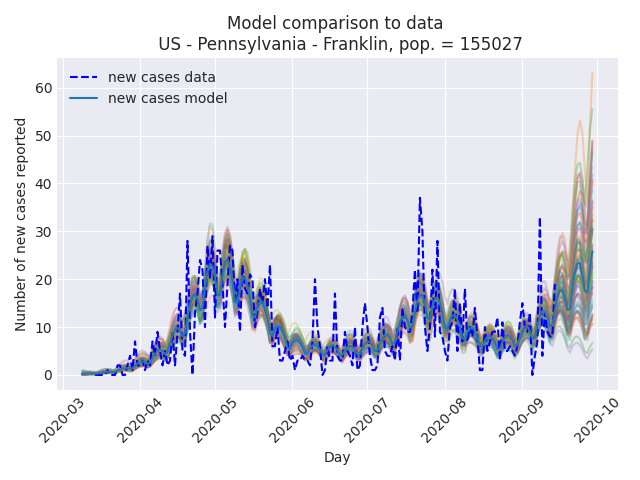 Model comparison to data
US - Pennsylvania - Franklin, pop. = 155027
new cases data
new cases model
Number of new cases reported
60
50
40
30
20
10
0
2020-03
2020-04
2020-05
2020-06
2020-07
2020-08
2020-09
2020-10
Day